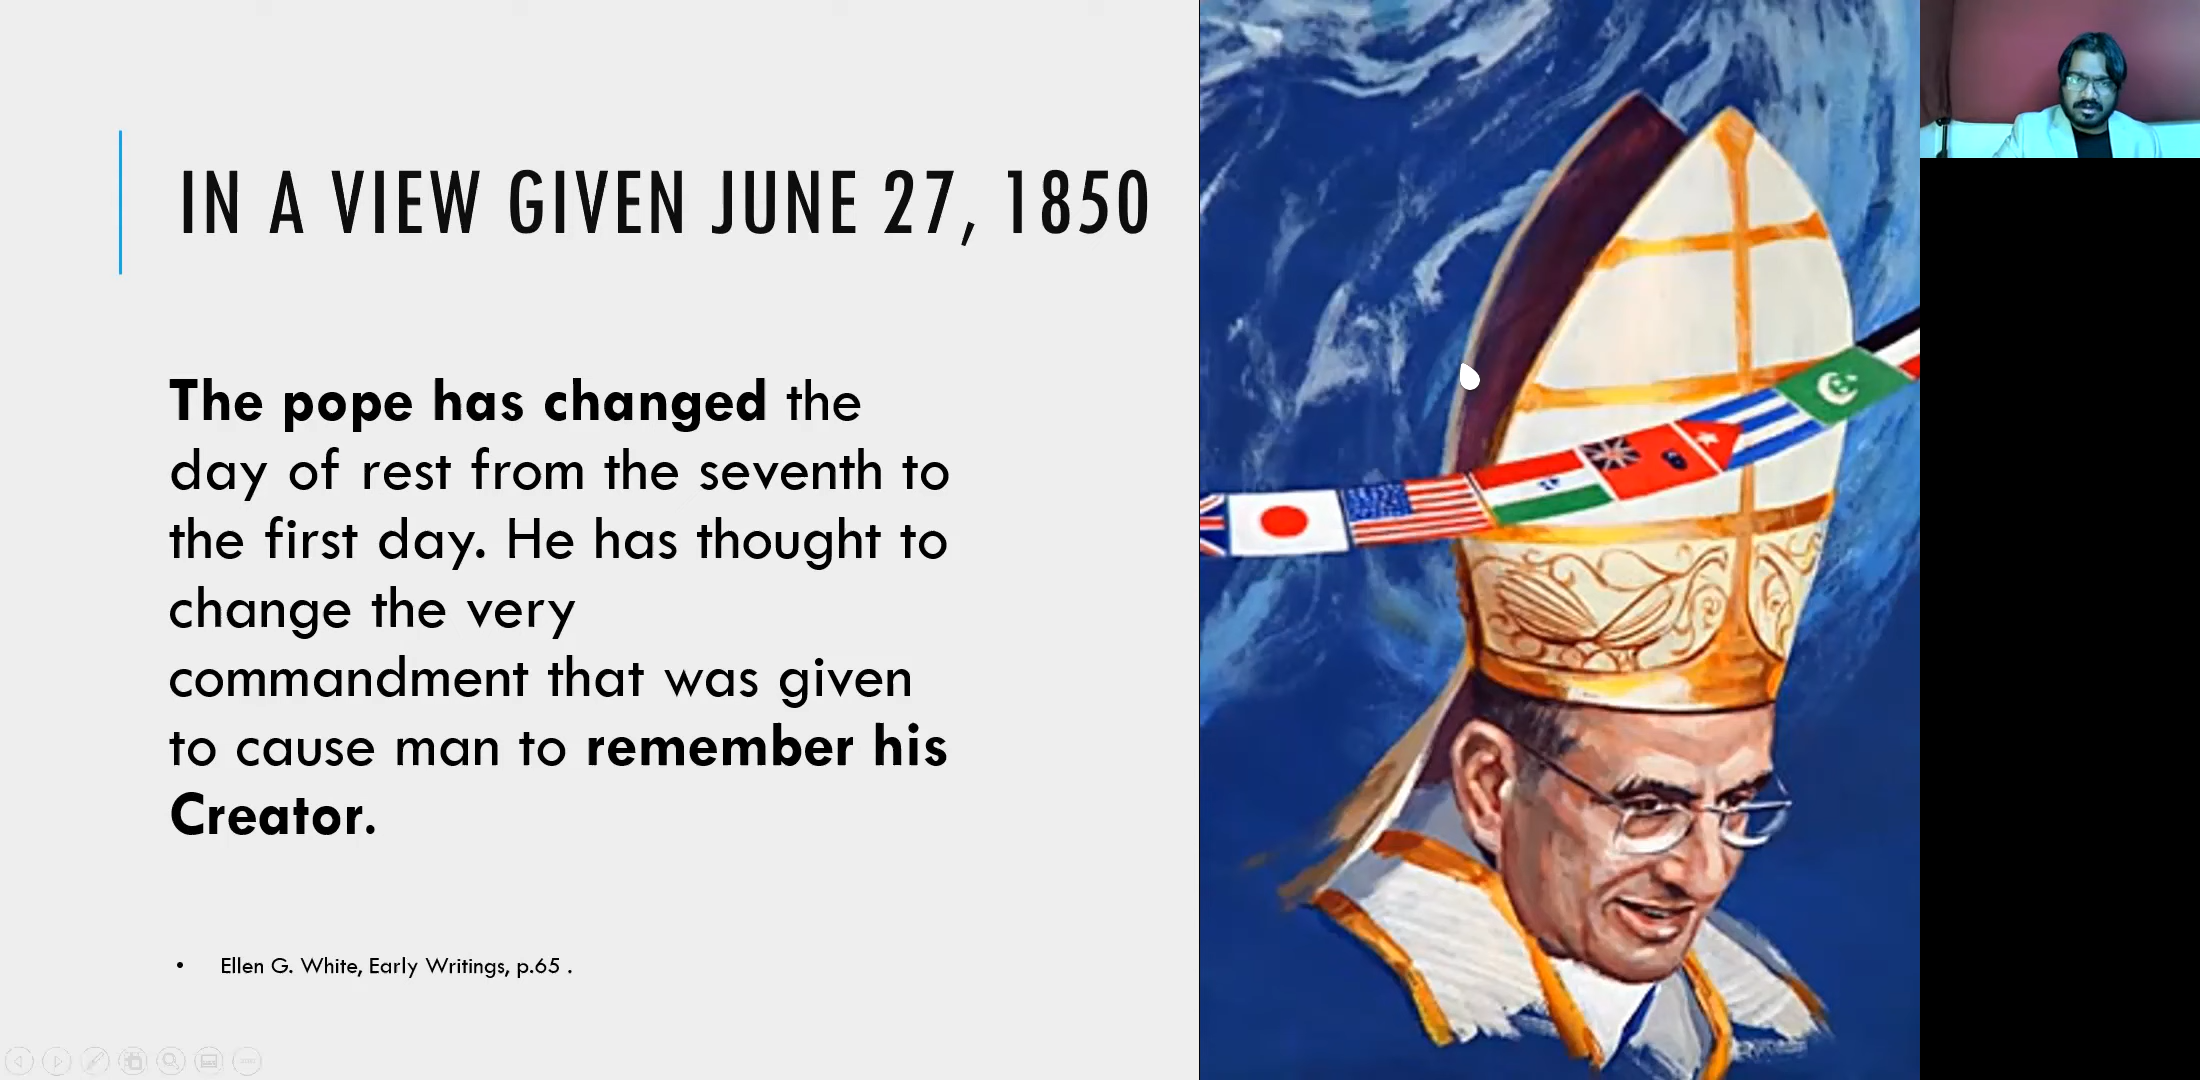 IN A VIEW GIVEN JUNE 27, 1850
The pope has changed the
day of rest from the seventh to
the first day. He has thought to
change the very
commandment that was given
to cause man to remember his
Creator.
• Ellen G. White, Early Writings, p.65 .